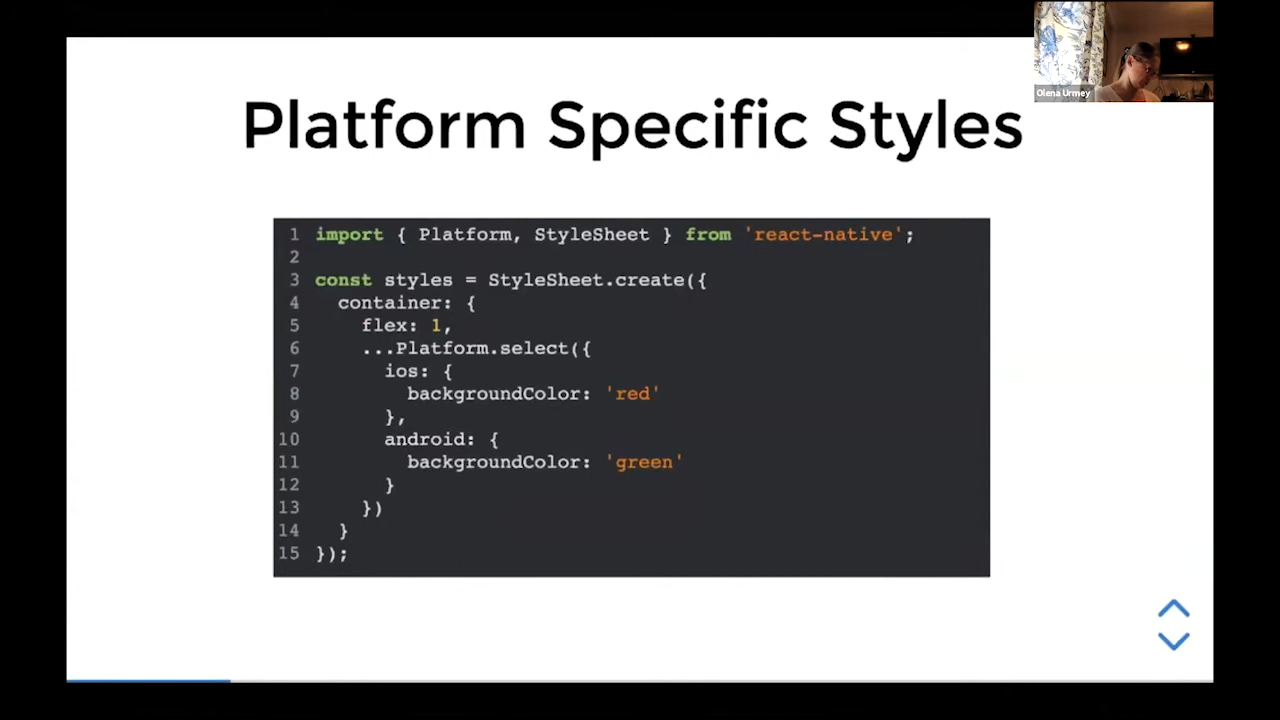 Olena Urmey
Platform Specific Styles
1 import { Platform, StyleSheet } from 'react-native';
2
3 const styles = StyleSheet.create({
4   container: {
5     flex: 1,
6     ...Platform.select({
7       ios: {
8         backgroundColor: 'red'
9       },
10       android: {
11         backgroundColor: 'green'
12       }
13     })
14   }
15 });